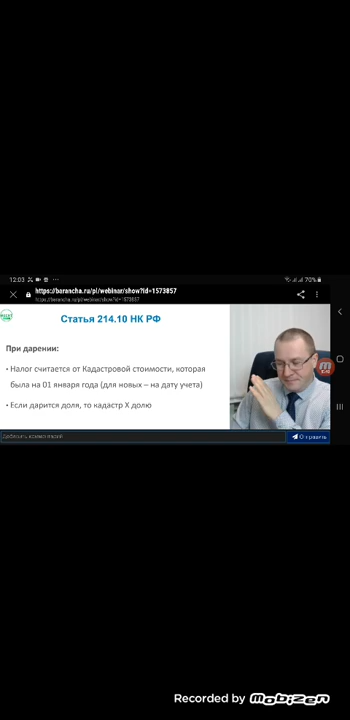 12:03
70%
https://barancha.ru/pl/webinar/show?id=1573857
https://barancha.ru/pl/webinar/show?id=1573857
Статья 214.10 НК РФ
При дарении:
• Налог считается от Кадастровой стоимости, которая
была на 01 января года (для новых – на дату учета)
• Если дарится доля, то кадастр Х долю
Добавить комментарий
Отправить
Recorded by mobizen